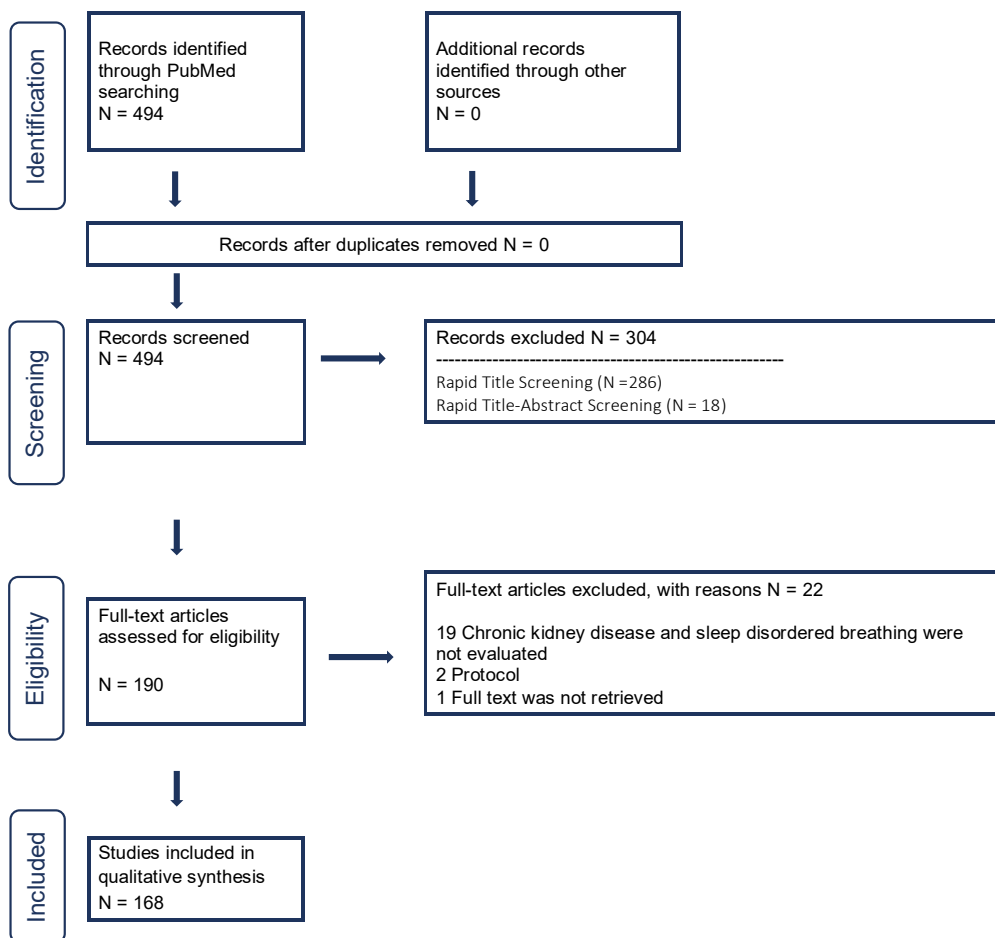 Identification
Records identified
through PubMed
searching
N = 494
Additional records
identified through other
sources
N = 0
Records after duplicates removed N = 0
Screening
Records screened
N = 494
Records excluded N = 304
--------------------------------------------------------
Rapid Title Screening (N =286)
Rapid Title-Abstract Screening (N = 18)
Eligibility
Full-text articles
assessed for eligibility
N = 190
Full-text articles excluded, with reasons N = 22
19 Chronic kidney disease and sleep disordered breathing were
not evaluated
2 Protocol
1 Full text was not retrieved
Included
Studies included in
qualitative synthesis
N = 168